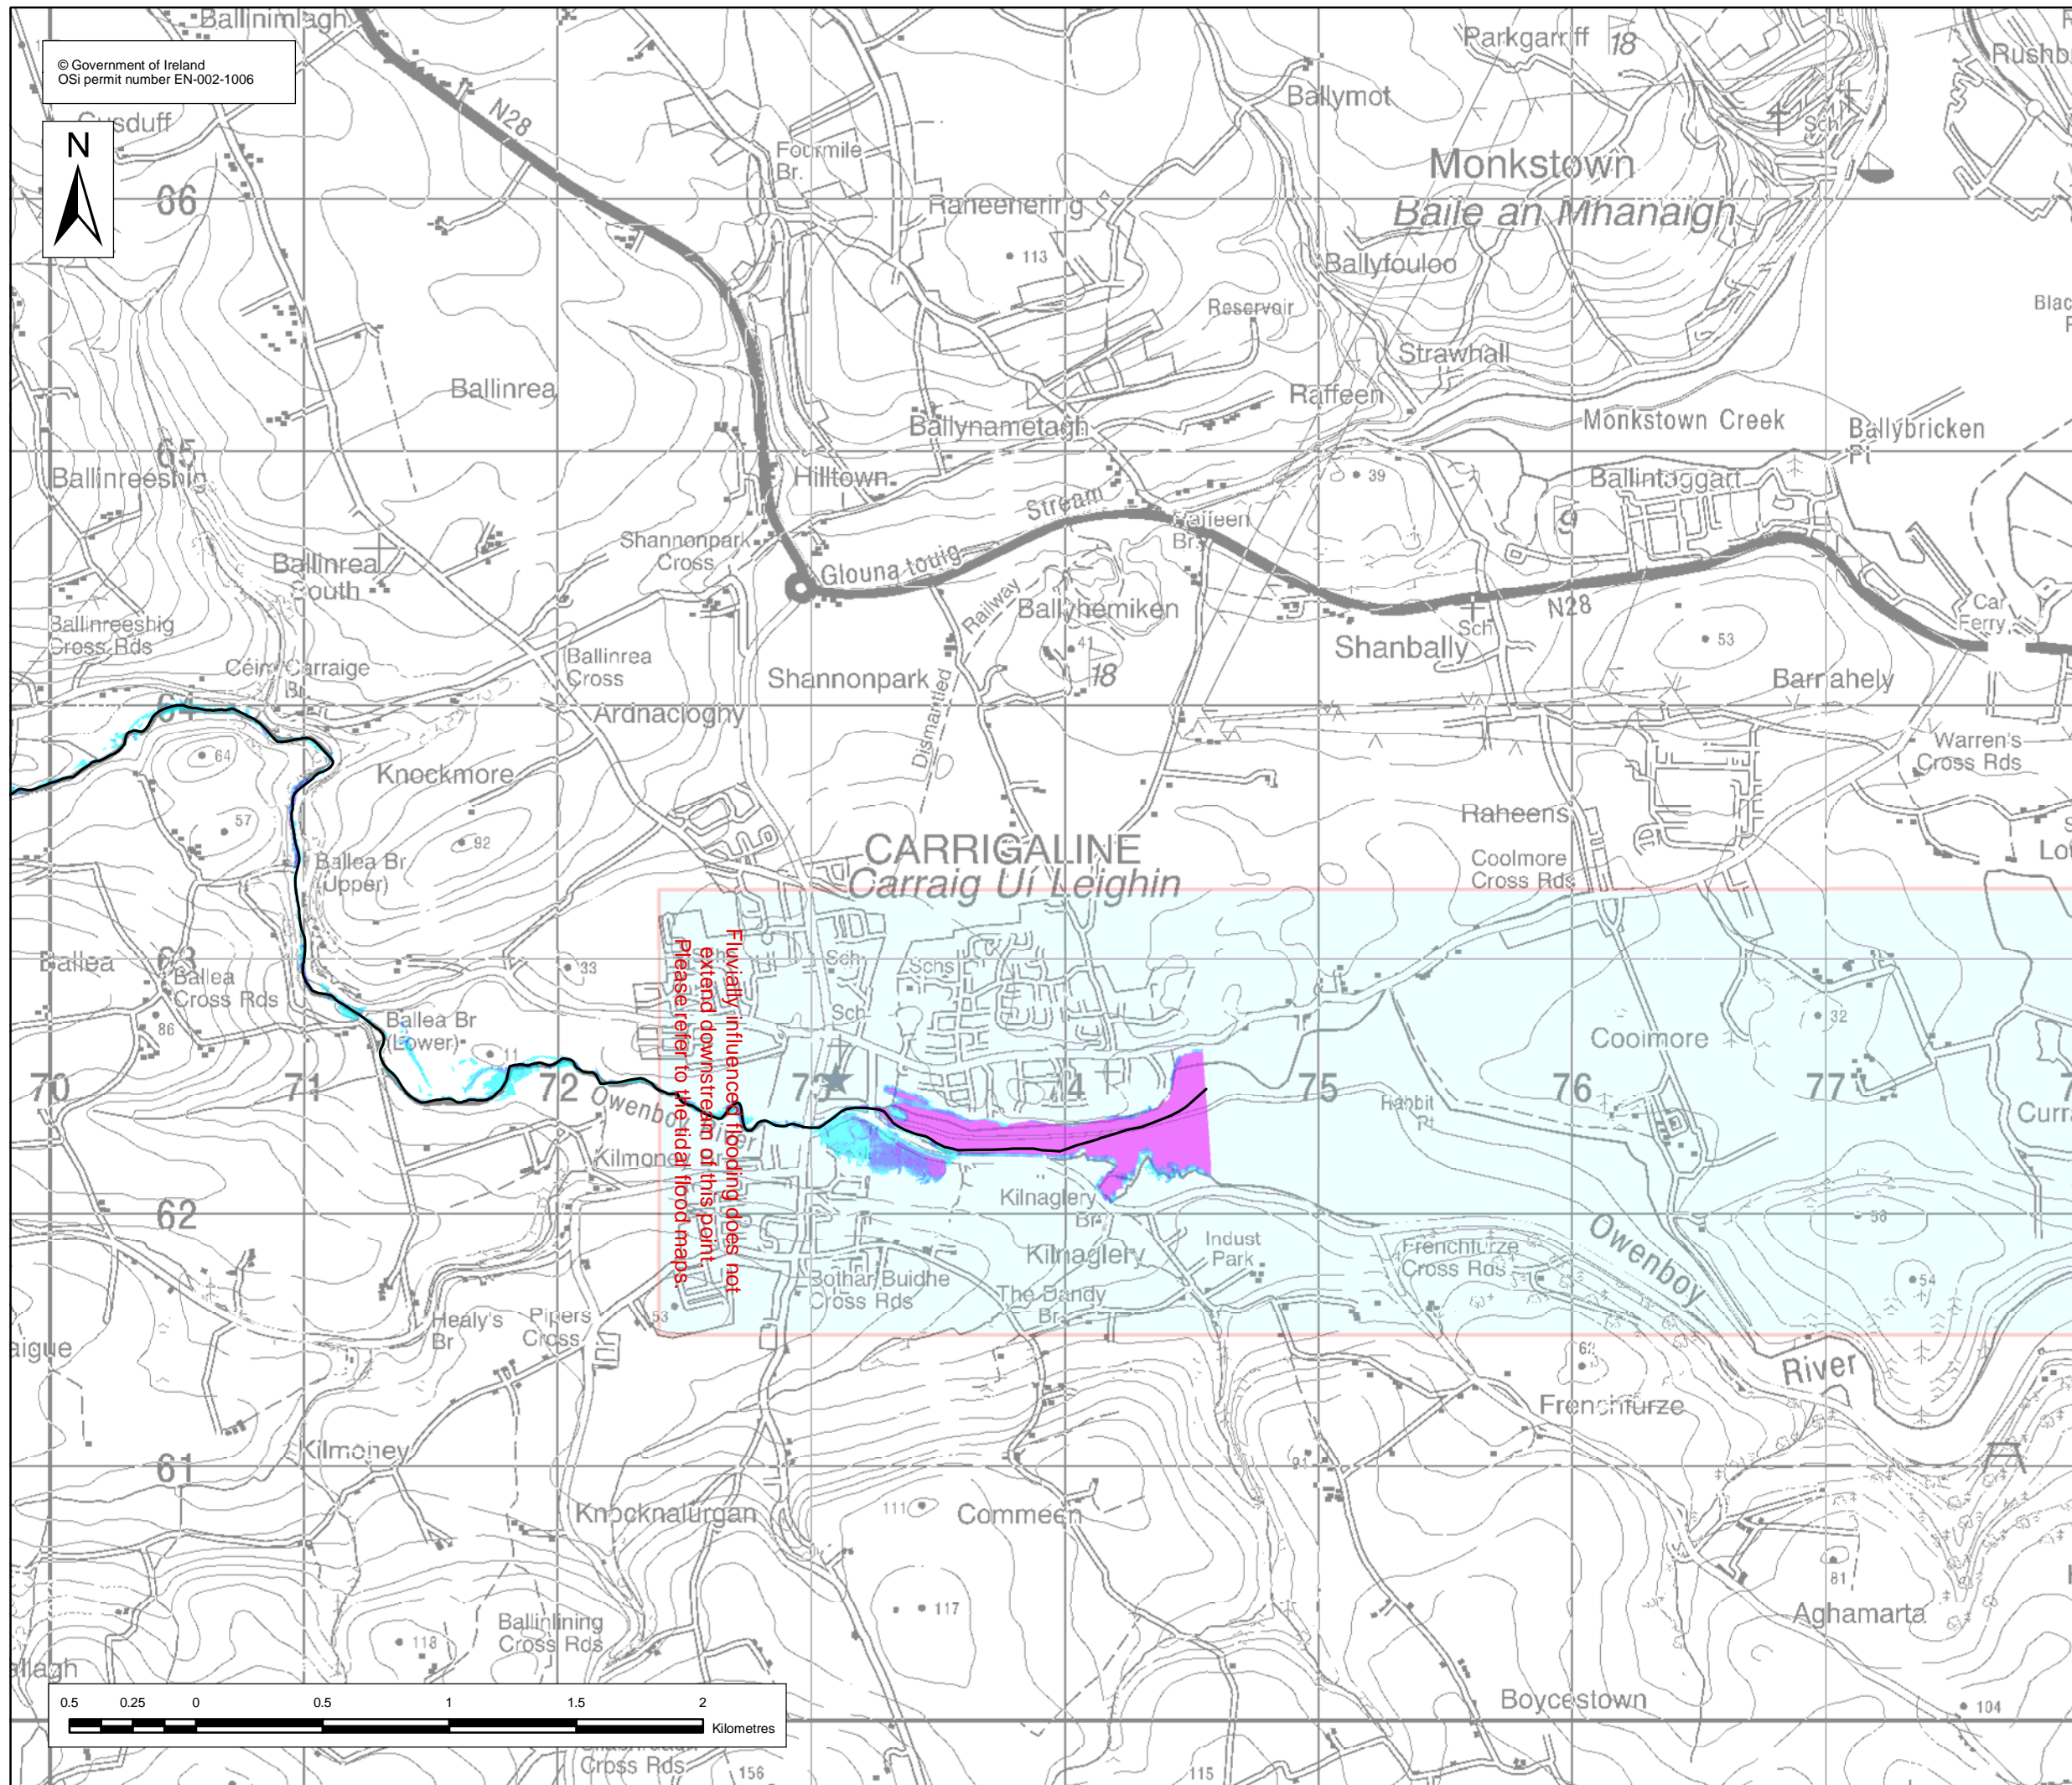 Ballinimlagh
© Government of Ireland
OSi permit number EN-002-1006
N
N28
Fourmile
Br.
Parkgarriff
18
Ballymot
Sch
Monkstown
Baile an Mhanaigh
66
113
Ballyfouloo
Reservoir
Strawhall
Raffeen
Ballinrea
Ballynametagh
Monkstown Creek
Ballybricken
Pt
65
Ballinreeshig
Hilltown
39
Ballintaggart
9
Stream
Raffeen
Br.
Shannonpark
Cross
Glounatouig
Ballinrea
South
Railway
Ballyhemiken
N28
Car
Ferry
Ballinreeshig
Cross Rds
Sch
53
Shanbally
41
18
Ballinrea
Cross
Céim Carraige
Br
Shannonpark
Barnahely
64
Ardnacloghy
Dismantled
64
Knockmore
Warren's
Cross Rds
57
92
Raheens
CARRIGALINE
Carraig Uí Leighin
Ballea Br
(Upper)
Coolmore
Cross Rds
63
Ballea
Ballea
Cross Rds
33
Sch
Schs
86
Sch
32
Ballea Br
(Lower)
11
Coolmore
70
71
72
73
74
75
76
77
Owenboy River
Rabbit
Pt
Fluvially influenced flooding does not
extend downstream of this point.
Please refer to the tidal flood maps.
62
Kilnaglery
Br
58
Owenboy
Kilnaglery
Indust
Park
Frenchfurze
Cross Rds
Bothar Buidhe
Cross Rds
The Dandy
Br
54
53
Healy's
Br
Pipers
Cross
River
Frenchfurze
Kilmoney
61
91
Knocknalurgan
111
Commeen
81
117
Aghamarta
Ballinlining
Cross Rds
118
Boycestown
104
0.5 0.25 0 0.5 1 1.5 2
Kilometres
Cross Rds
156
115